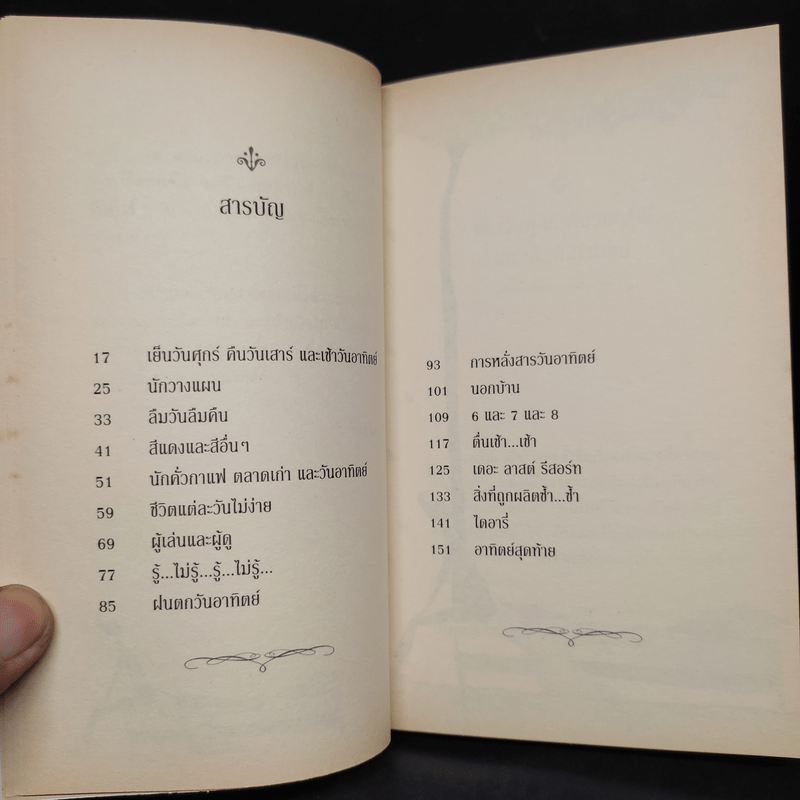 สารบัญ
17 เย็นวันศุกร์ คืนวันเสาร์ และเช้าวันอาทิตย์
25 นักวางแผน
33 ลืมวันลืมคืน
41 สีแดงและสีอื่นๆ
51 นักคั่วกาแฟ ตลาดเก่า และวันอาทิตย์
59 ชีวิตแต่ละวันไม่ง่าย
69 ผู้เล่นและผู้ดู
77 รู้...ไม่รู้...รู้...ไม่รู้...
85 ฝนตกวันอาทิตย์
93 การหลั่งสารวันอาทิตย์
101 นอกบ้าน
109 6 และ 7 และ 8
117 ตื่นเช้า...เช้า
125 เดอะ ลาสต์ รีสอร์ท
133 สิ่งที่ถูกผลิตซ้ำ...ซ้ำ
141 ไดอารี่
151 อาทิตย์สุดท้าย